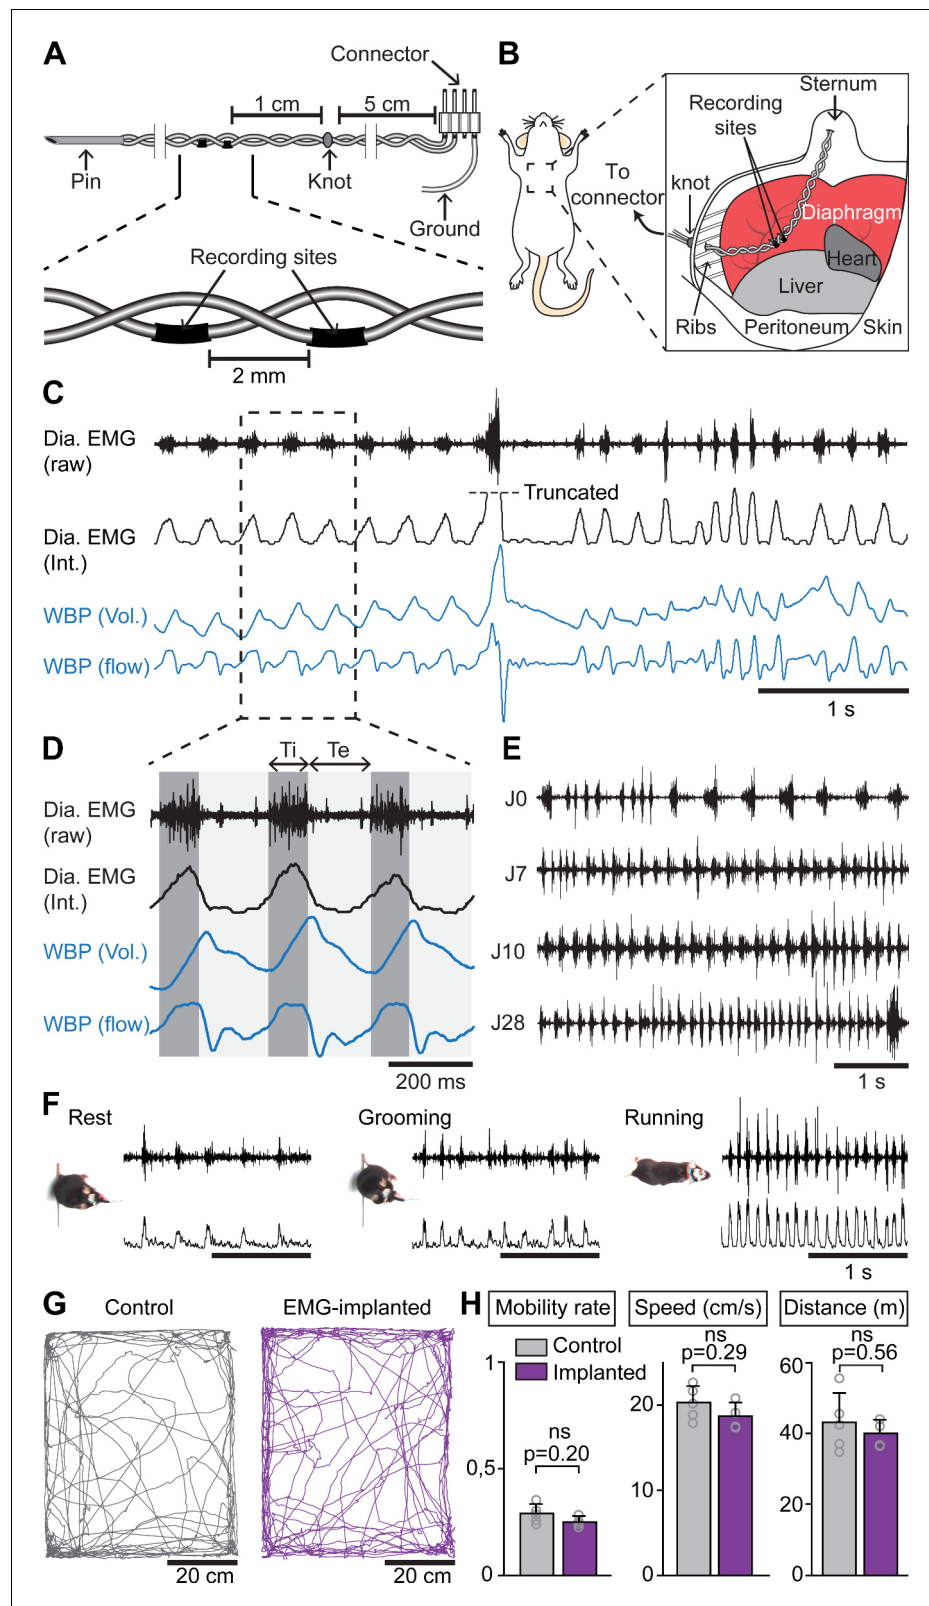 A
Connector
1 cm
5 cm
Pin
Knot
Ground
Recording sites
2 mm
B
Sternum
Recording
sites
To
connector
knot
Diaphragm
Heart
Liver
Ribs
Peritoneum
Skin
C
Dia. EMG
(raw)
Truncated
Dia. EMG
(Int.)
WBP (Vol.)
WBP (flow)
1 s
D
Ti
Te
Dia. EMG
(raw)
Dia. EMG
(Int.)
WBP (Vol.)
WBP (flow)
200 ms
E
J0
J7
J10
J28
1 s
F
Rest
Grooming
Running
1 s
G
Control
EMG-implanted
20 cm
20 cm
H
Mobility rate
Speed (cm/s)
Distance (m)
Control
Implanted
1
0,5
0
ns
p=0.20
ns
p=0.29
20
10
0
ns
p=0.56
60
40
20
0